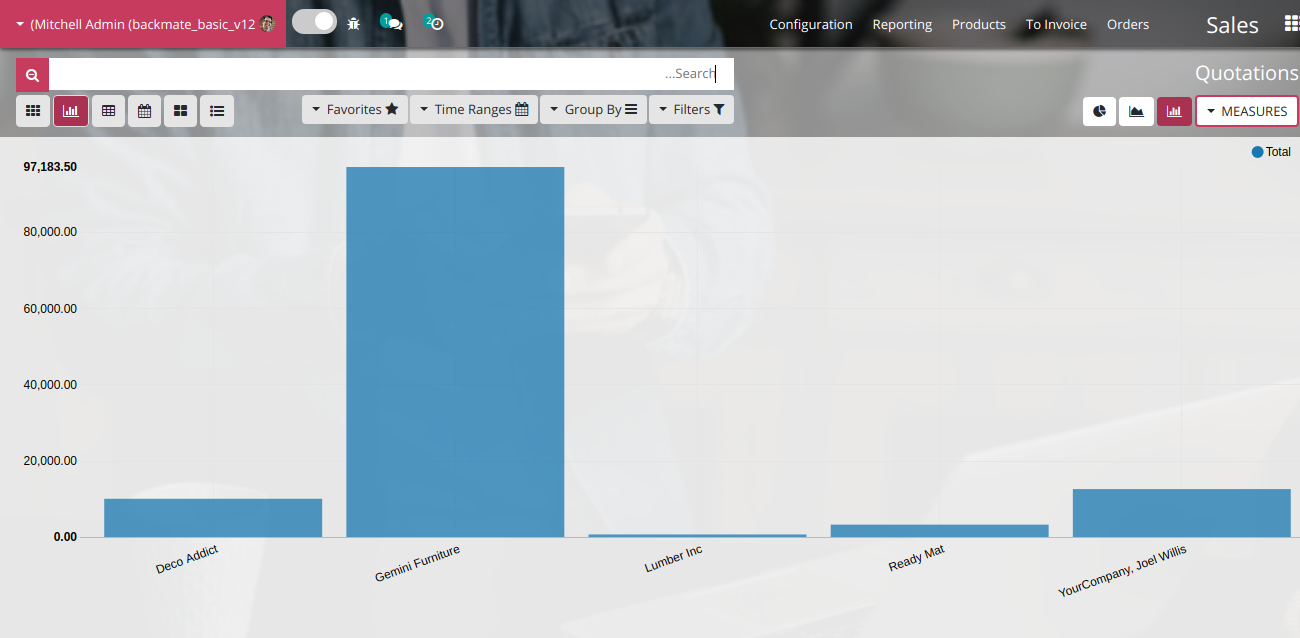 (Mitchell Admin (backmate_basic_v12 1 2 Configuration Reporting Products To Invoice Orders Sales
...Search Quotations
Favorites Time Ranges Group By Filters MEASURES
Total
97,183.50
80,000.00
60,000.00
40,000.00
20,000.00
0.00
Deco Addict Gemini Furniture Lumber Inc Ready Mat YourCompany, Joel Willis